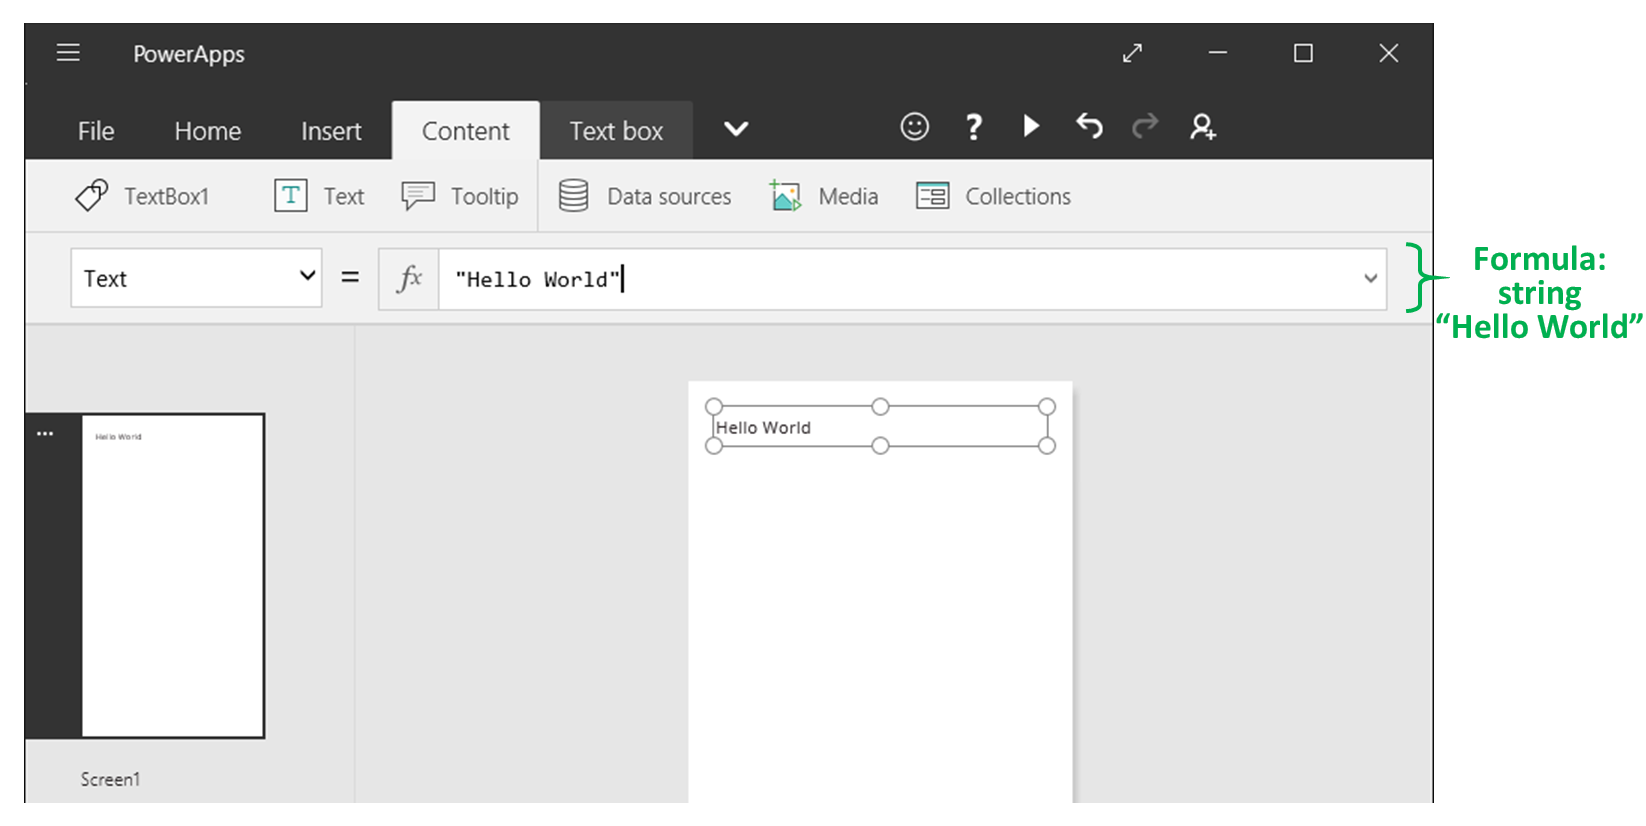 PowerApps
File Home Insert Content Text box
TextBox1 Text Tooltip Data sources Media Collections
Text = fx "Hello World"
Formula:
string
“Hello World”
Hello World
Hello World
Screen1